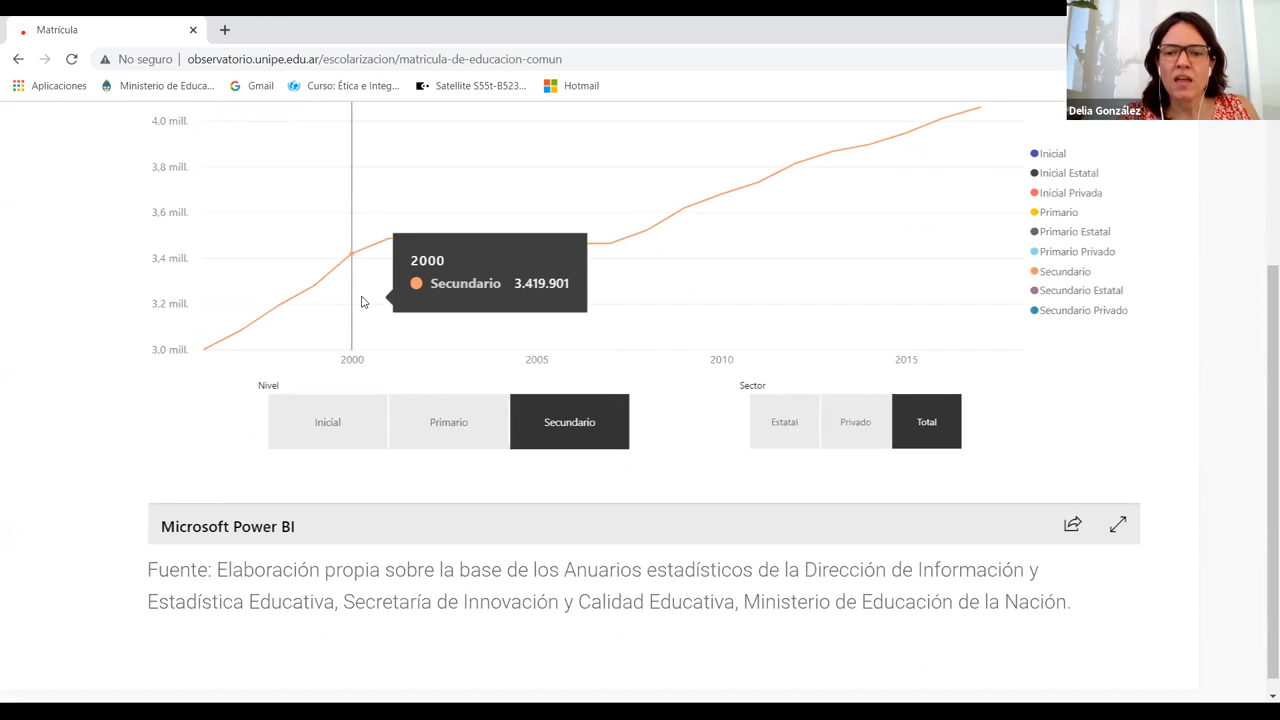 Matrícula
No seguro | observatorio.unipe.edu.ar/escolarizacion/matricula-de-educacion-comun
Aplicaciones Ministerio de Educa... Gmail Curso: Ética e Integ... Satellite S55t-B523... Hotmail
Delia González
4,0 mill.
3,8 mill.
3,6 mill.
3,4 mill.
3,2 mill.
3,0 mill.
2000
Secundario 3.419.901
2000 2005 2010 2015
Inicial
Inicial Estatal
Inicial Privada
Primario
Primario Estatal
Primario Privado
Secundario
Secundario Estatal
Secundario Privado
Nivel
Inicial Primario Secundario
Sector
Estatal Privado Total
Microsoft Power BI
Fuente: Elaboración propia sobre la base de los Anuarios estadísticos de la Dirección de Información y
Estadística Educativa, Secretaría de Innovación y Calidad Educativa, Ministerio de Educación de la Nación.